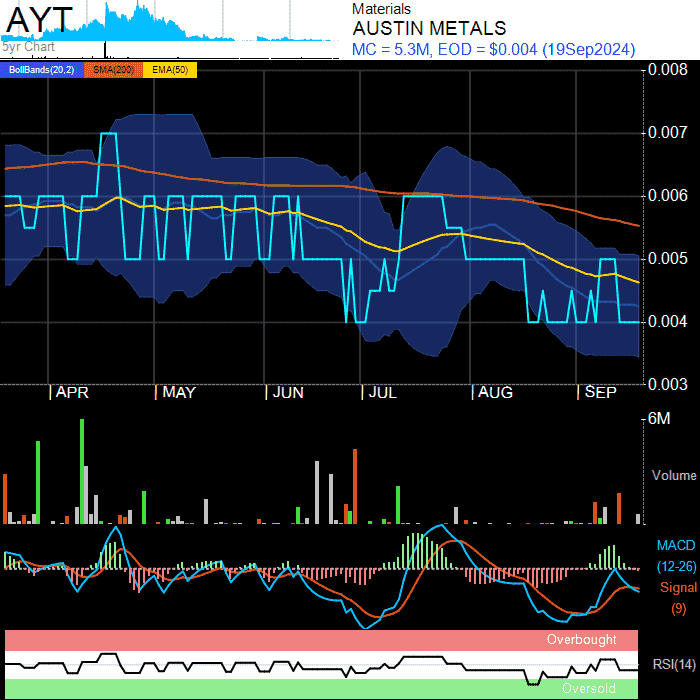 AYT
5yr Chart
Materials
AUSTIN METALS
MC = 5.3M, EOD = $0.004 (19Sep2024)
BollBands(20,2) SMA(200) EMA(50)
0.008
0.007
0.006
0.005
0.004
0.003
APR MAY JUN JUL AUG SEP
6M
Volume
MACD
(12-26)
Signal
(9)
Overbought
RSI(14)
Oversold